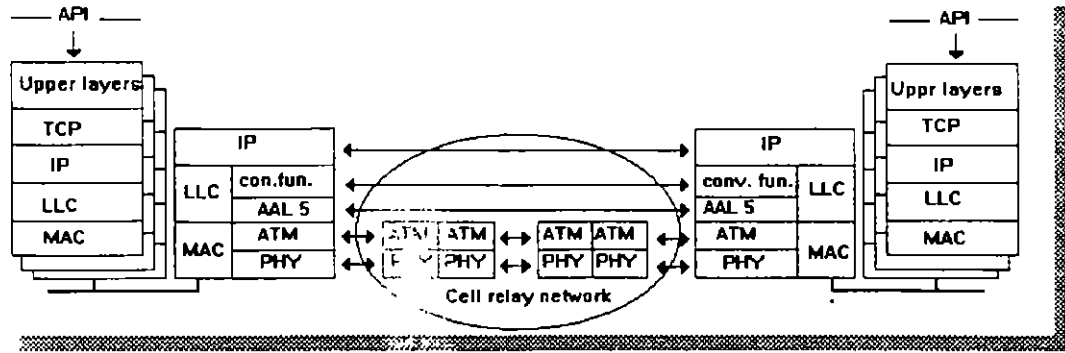 API
Upper layers
TCP
IP
LLC
MAC
IP
LLC
con.fun.
AAL 5
MAC
ATM
PHY
ATM ATM
PHY PHY
ATM ATM
PHY PHY
Cell relay network
IP
conv. fun.
LLC
AAL 5
ATM
MAC
PHY
API
Uppr layers
TCP
IP
LLC
MAC